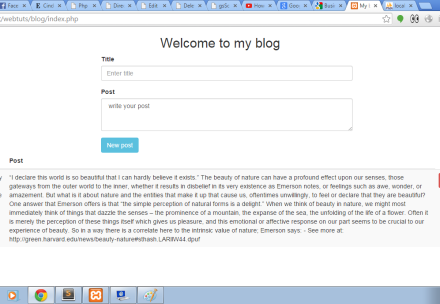 Facr Cinci Php Dinc Edit Dele Edit Goo My local
/webtuts/blog/index.php
Welcome to my blog
Title
Enter title
Post
write your post
New post
Post
"I declare this world is so beautiful that I can hardly believe it exists." The beauty of nature can have a profound effect upon our senses, those
gateways from the outer world to the inner, whether it results in disbelief in its very existence as Emerson notes, or feelings such as awe, wonder, or
amazement. But what is it about nature and the entities that make it up that cause us, oftentimes unwillingly, to feel or declare that they are beautiful?
One answer that Emerson offers is that "the simple perception of natural forms is a delight." When we think of beauty in nature, we might most
immediately think of things that dazzle the senses – the prominence of a mountain, the expanse of the sea, the unfolding of the life of a flower. Often it
is merely the perception of these things itself which gives us pleasure, and this emotional or affective response on our part seems to be crucial to our
experience of beauty. So in a way there is a correlate here to the intrinsic value of nature; Emerson says: - See more at:
http://green.harvard.edu/news/beauty-nature#sthash.LARlIW44.dpuf